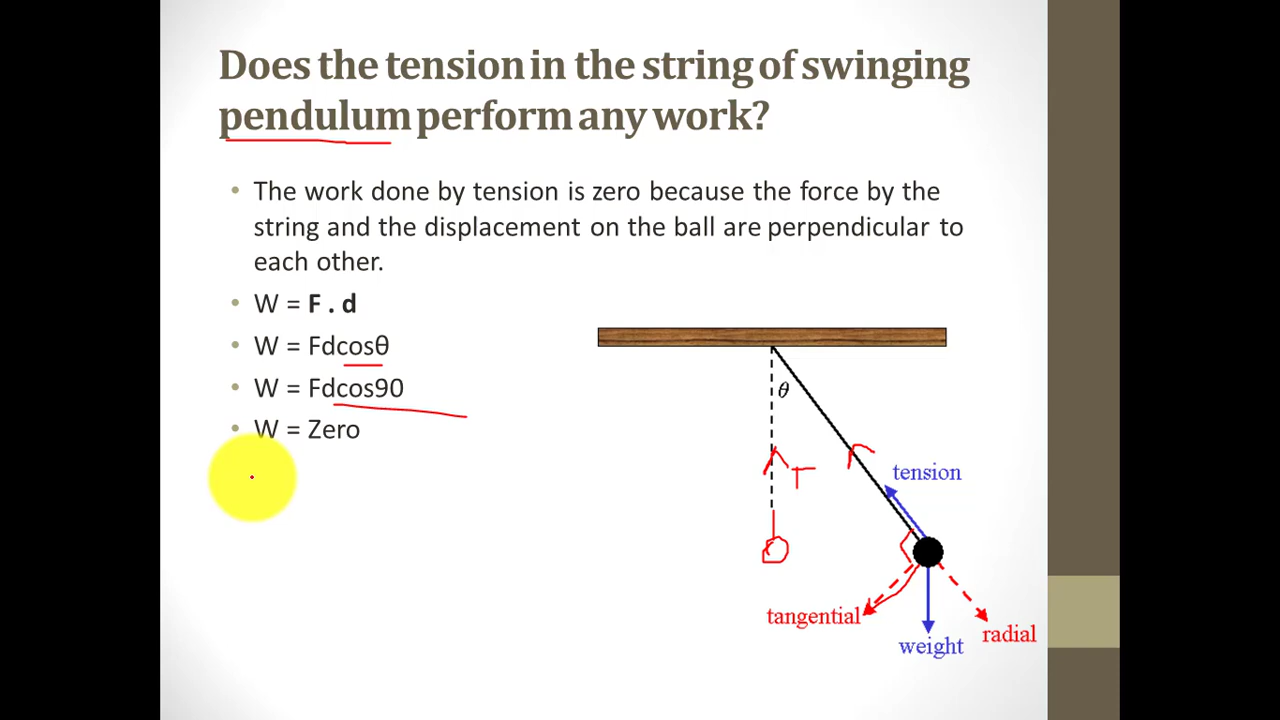 Does the tension in the string of swinging
pendulum perform any work?
• The work done by tension is zero because the force by the
string and the displacement on the ball are perpendicular to
each other.
• W = F . d
• W = Fdcosθ
• W = Fdcos90
• W = Zero
θ
T
tension
tangential
weight
radial